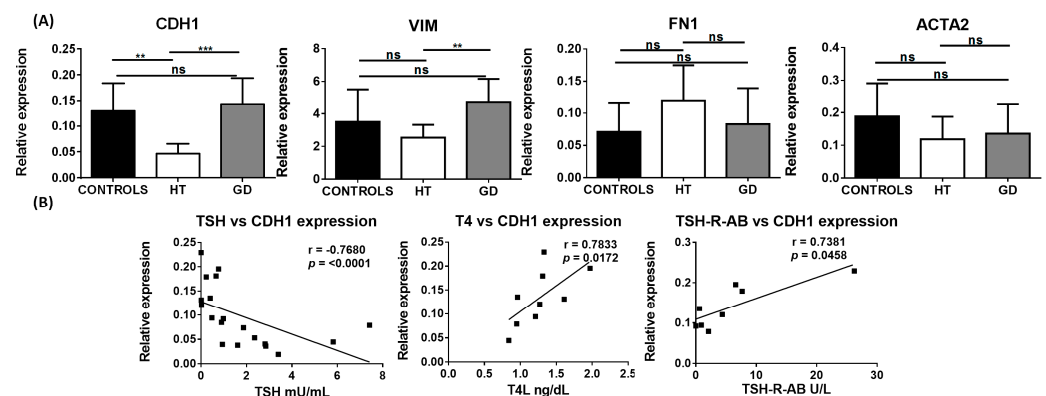 (A)
CDH1
VIM
FN1
ACTA2
Relative expression
0.25
0.20
0.15
0.10
0.05
0.00
**
***
ns
CONTROLS
HT
GD
Relative expression
8
6
4
2
0
ns
**
ns
CONTROLS
HT
GD
Relative expression
0.20
0.15
0.10
0.05
0.00
ns
ns
ns
CONTROLS
HT
GD
Relative expression
0.4
0.3
0.2
0.1
0.0
ns
ns
ns
CONTROLS
HT
GD
(B)
TSH vs CDH1 expression
r = -0.7680
p = <0.0001
Relative expression
0.25
0.20
0.15
0.10
0.05
0.00
0 2 4 6 8
TSH mU/mL
T4 vs CDH1 expression
r = 0.7833
p = 0.0172
Relative expression
0.25
0.20
0.15
0.10
0.05
0.00
0.0 0.5 1.0 1.5 2.0 2.5
T4L ng/dL
TSH-R-AB vs CDH1 expression
r = 0.7381
p = 0.0458
Relative expression
0.3
0.2
0.1
0.0
0 10 20 30
TSH-R-AB U/L